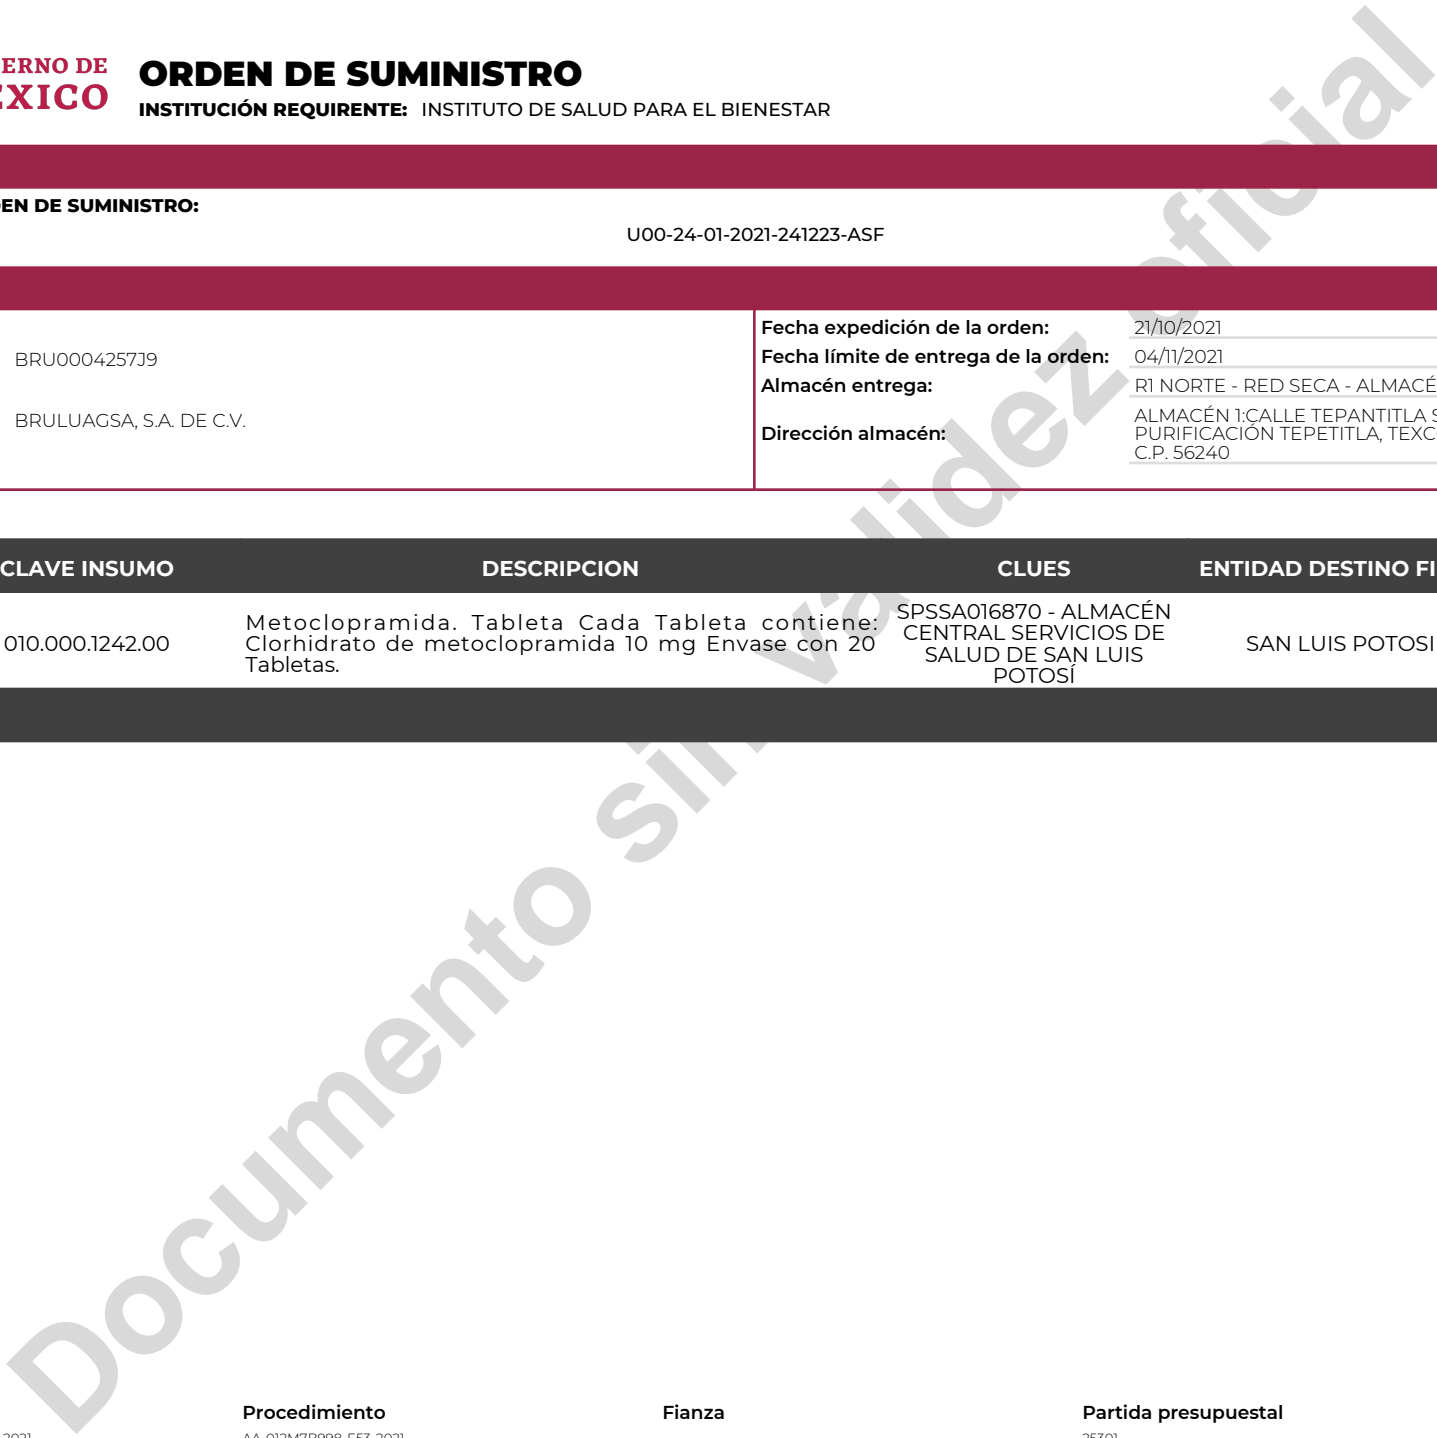 ERNO DE
EXICO
ORDEN DE SUMINISTRO
INSTITUCIÓN REQUIRENTE: INSTITUTO DE SALUD PARA EL BIENESTAR
EN DE SUMINISTRO:
U00-24-01-2021-241223-ASF
BRU0004257J9
BRULUAGSA, S.A. DE C.V.
Fecha expedición de la orden: 21/10/2021
Fecha límite de entrega de la orden: 04/11/2021
Almacén entrega: R1 NORTE - RED SECA - ALMACÉ
Dirección almacén:
ALMACÉN 1:CALLE TEPANTITLA S
PURIFICACIÓN TEPETITLA, TEXC
C.P. 56240
CLAVE INSUMO DESCRIPCION CLUES ENTIDAD DESTINO FI
010.000.1242.00
Metoclopramida. Tableta Cada Tableta contiene:
Clorhidrato de metoclopramida 10 mg Envase con 20
Tabletas.
SPSSA016870 - ALMACÉN
CENTRAL SERVICIOS DE
SALUD DE SAN LUIS
POTOSÍ
SAN LUIS POTOSI
Documento sin validez oficial
Procedimiento Fianza Partida presupuestal